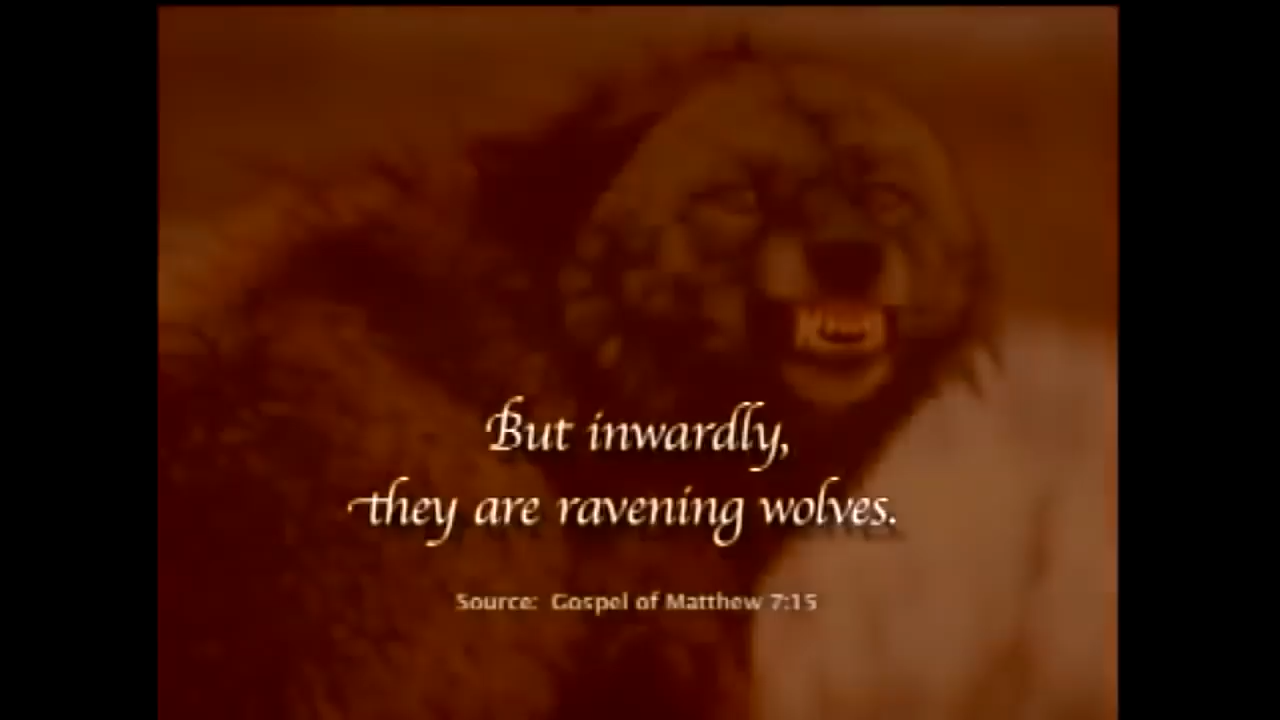 But inwardly,
they are ravening wolves.
Source: Gospel of Matthew 7:15